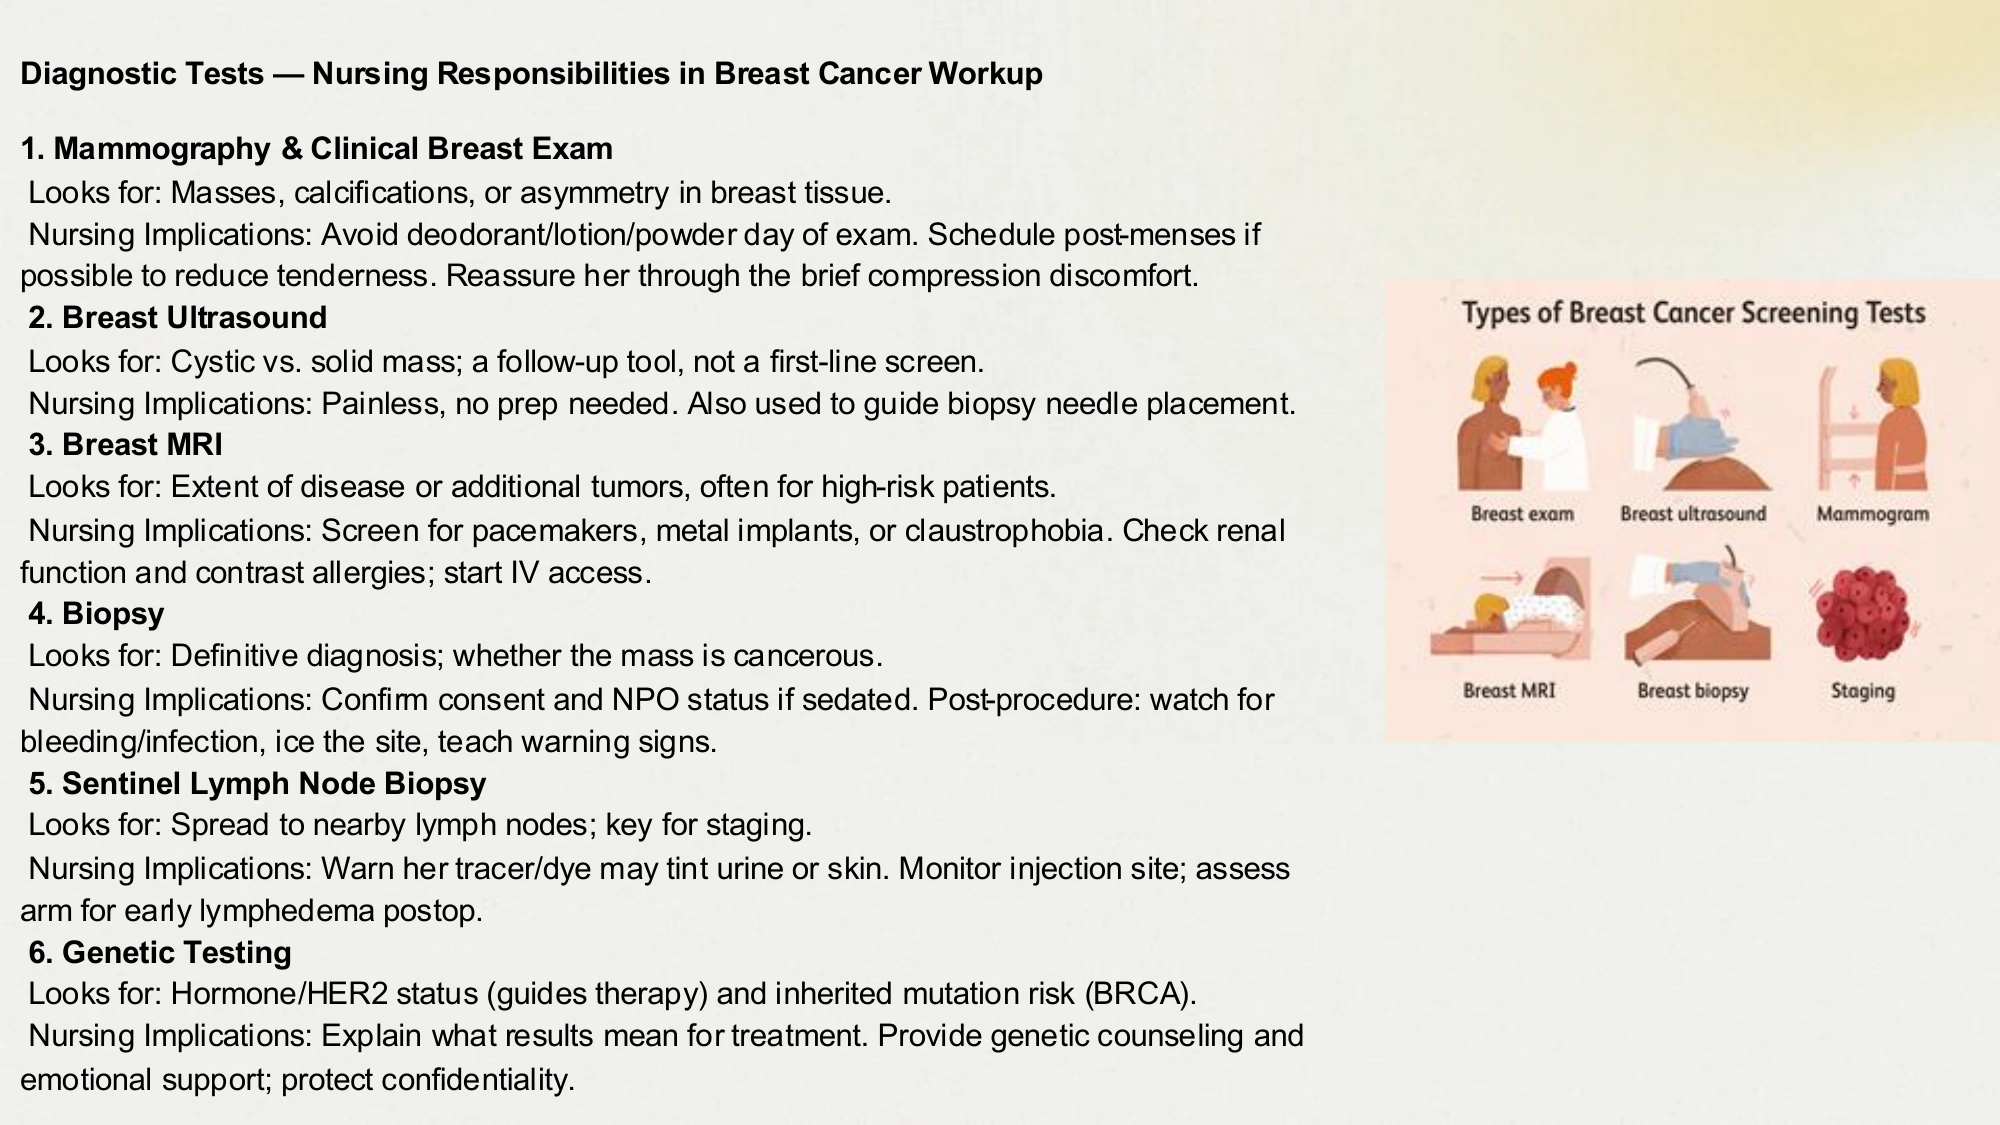 Diagnostic Tests — Nursing Responsibilities in Breast Cancer Workup
1. Mammography & Clinical Breast Exam
Looks for: Masses, calcifications, or asymmetry in breast tissue.
Nursing Implications: Avoid deodorant/lotion/powder day of exam. Schedule post-menses if
possible to reduce tenderness. Reassure her through the brief compression discomfort.
2. Breast Ultrasound
Looks for: Cystic vs. solid mass; a follow-up tool, not a first-line screen.
Nursing Implications: Painless, no prep needed. Also used to guide biopsy needle placement.
3. Breast MRI
Looks for: Extent of disease or additional tumors, often for high-risk patients.
Nursing Implications: Screen for pacemakers, metal implants, or claustrophobia. Check renal
function and contrast allergies; start IV access.
4. Biopsy
Looks for: Definitive diagnosis; whether the mass is cancerous.
Nursing Implications: Confirm consent and NPO status if sedated. Post-procedure: watch for
bleeding/infection, ice the site, teach warning signs.
5. Sentinel Lymph Node Biopsy
Looks for: Spread to nearby lymph nodes; key for staging.
Nursing Implications: Warn her tracer/dye may tint urine or skin. Monitor injection site; assess
arm for early lymphedema postop.
6. Genetic Testing
Looks for: Hormone/HER2 status (guides therapy) and inherited mutation risk (BRCA).
Nursing Implications: Explain what results mean for treatment. Provide genetic counseling and
emotional support; protect confidentiality.
Types of Breast Cancer Screening Tests
Breast exam
Breast ultrasound
Mammogram
Breast MRI
Breast biopsy
Staging